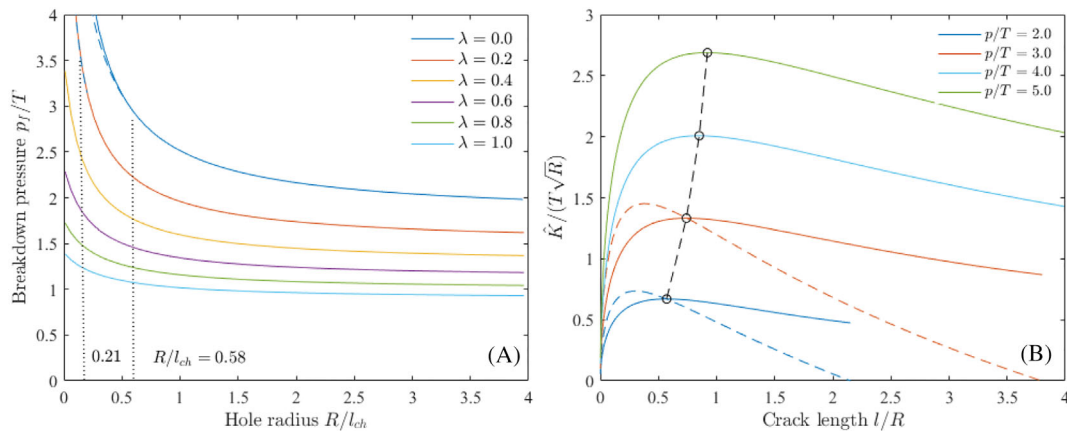 4
3.5
3
2.5
2
1.5
1
0.5
0
Breakdown pressure p_f/T
λ = 0.0
λ = 0.2
λ = 0.4
λ = 0.6
λ = 0.8
λ = 1.0
0.21
R/l_ch = 0.58
(A)
0 0.5 1 1.5 2 2.5 3 3.5 4
Hole radius R/l_ch
3
2.5
2
1.5
1
0.5
0
K̂/(T√R)
p/T = 2.0
p/T = 3.0
p/T = 4.0
p/T = 5.0
(B)
0 0.5 1 1.5 2 2.5 3 3.5 4
Crack length l/R